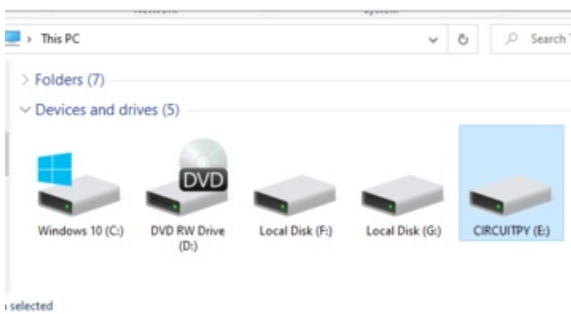 This PC
Search
Folders (7)
Devices and drives (5)
DVD
Windows 10 (C:)
DVD RW Drive
(D:)
Local Disk (F:)
Local Disk (G:)
CIRCUITPY (E:)
selected